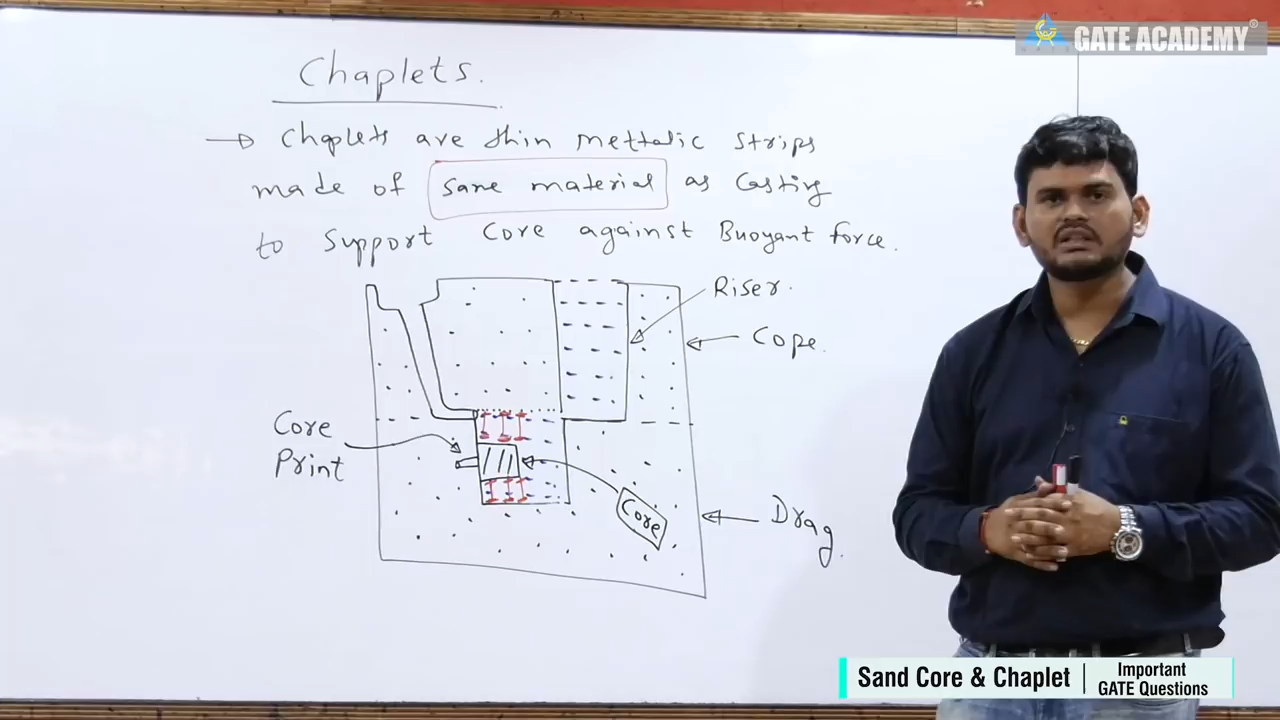 GATE ACADEMY®
Chaplets.
→ Chaplets are thin mettalic strips
made of same material as Casting
to support Core against Buoyant force.
Riser.
Cope.
Core
Print
Core
Drag.
Sand Core & Chaplet | Important
GATE Questions